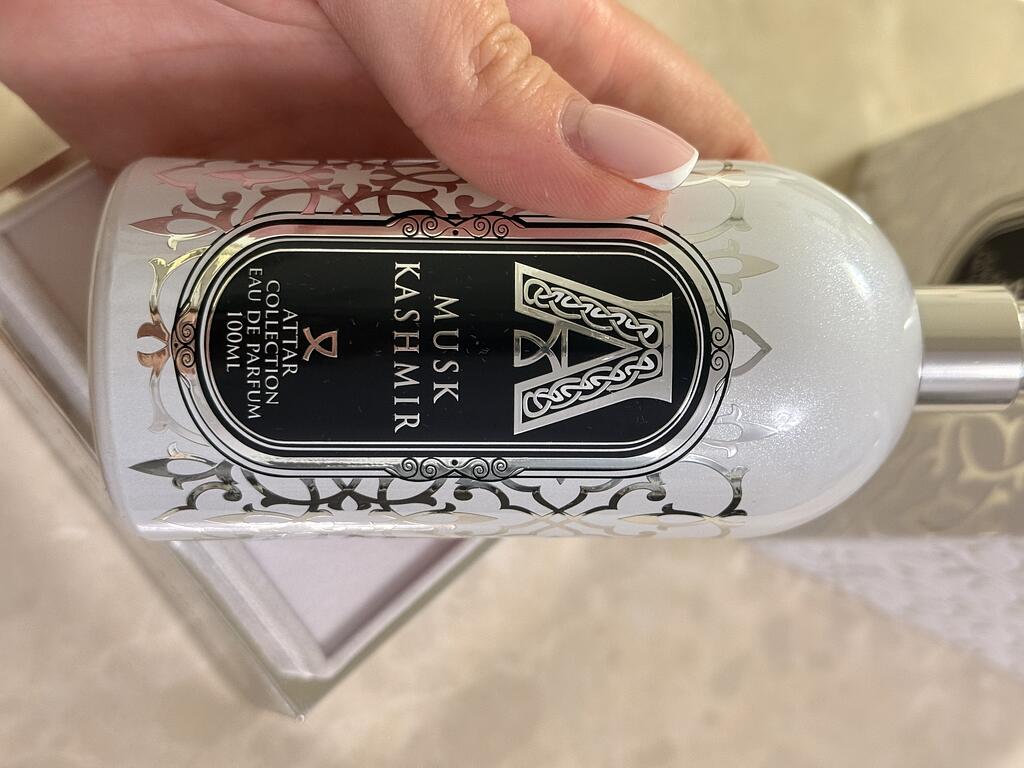 A
MUSK
KASHMIR
ATTAR
COLLECTION
EAU DE PARFUM
100ML